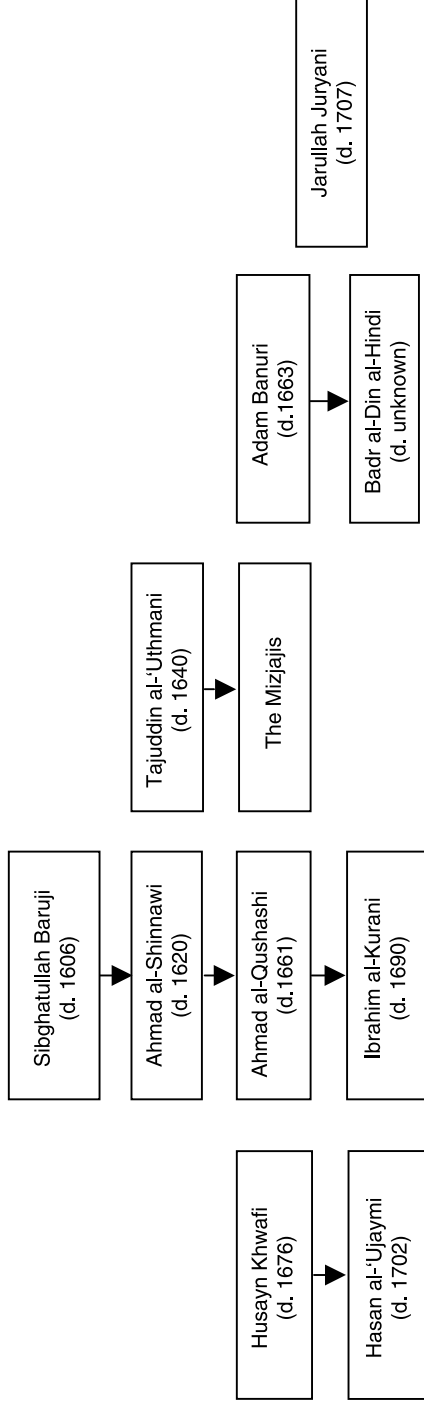 Sibghatullah Baruji
(d. 1606)
Ahmad al-Shinnawi
(d. 1620)
Tajuddin al-‘Uthmani
(d. 1640)
Husayn Khwafi
(d. 1676)
Ahmad al-Qushashi
(d.1661)
The Mizjajis
Adam Banuri
(d.1663)
Jarullah Juryani
(d. 1707)
Hasan al-‘Ujaymi
(d. 1702)
Ibrahim al-Kurani
(d. 1690)
Badr al-Din al-Hindi
(d. unknown)